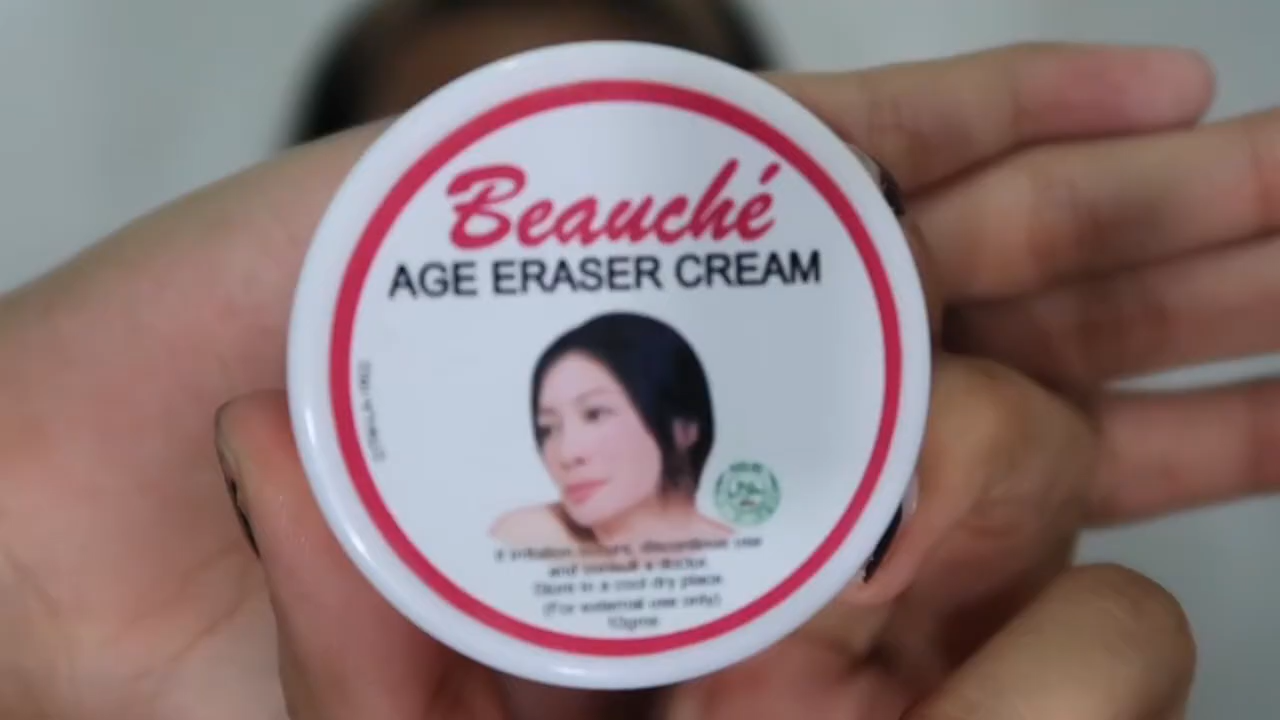 Beauché
AGE ERASER CREAM
If irritation occurs, discontinue use
and consult a doctor.
Store in a cool dry place.
(For external use only)
10gms